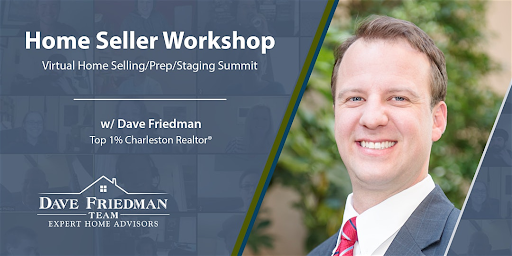 Home Seller Workshop
Virtual Home Selling/Prep/Staging Summit
w/ Dave Friedman
Top 1% Charleston Realtor®
DAVE FRIEDMAN
TEAM
EXPERT HOME ADVISORS